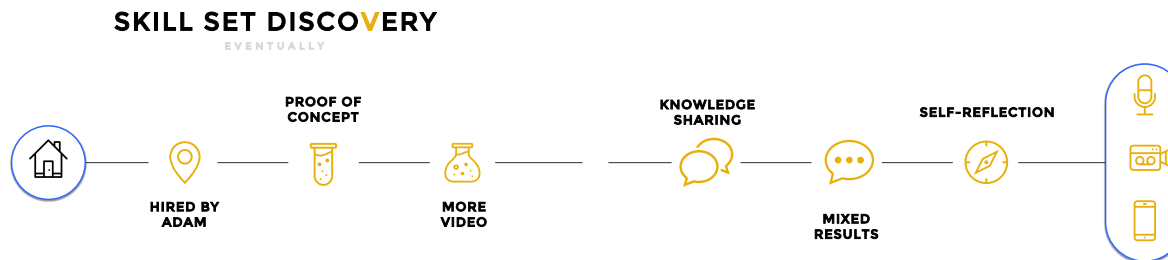 SKILL SET DISCOVERY
EVENTUALLY
HIRED BY
ADAM
PROOF OF
CONCEPT
MORE
VIDEO
KNOWLEDGE
SHARING
MIXED
RESULTS
SELF-REFLECTION